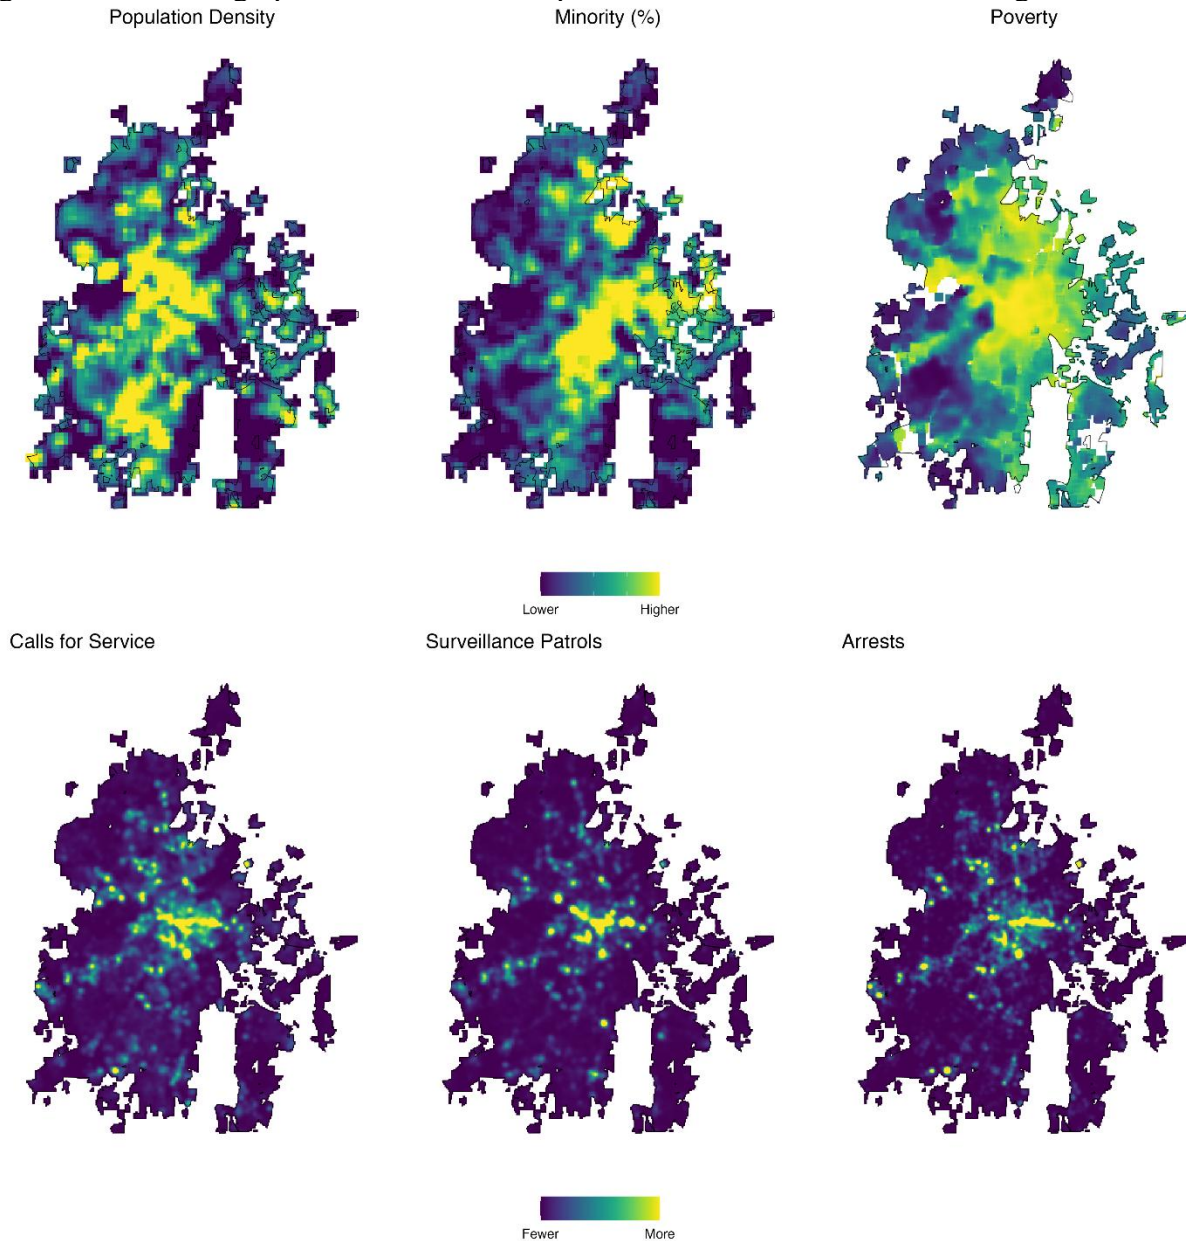 Population Density
Minority (%)
Poverty
Lower
Higher
Calls for Service
Surveillance Patrols
Arrests
Fewer
More